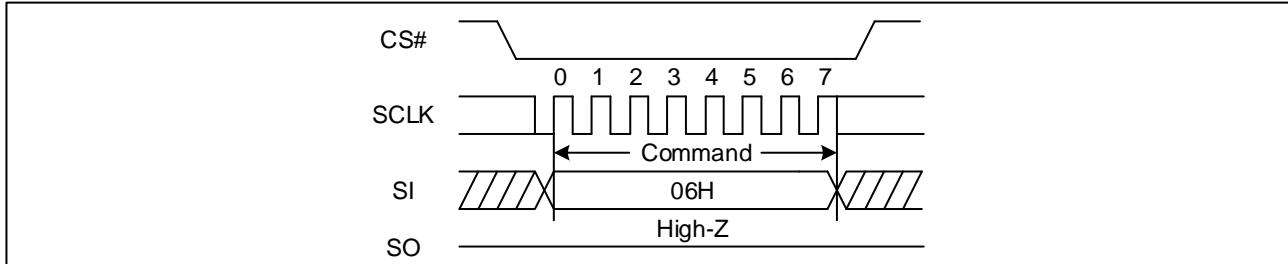 CS#
0 1 2 3 4 5 6 7
SCLK
Command
SI
06H
High-Z
SO